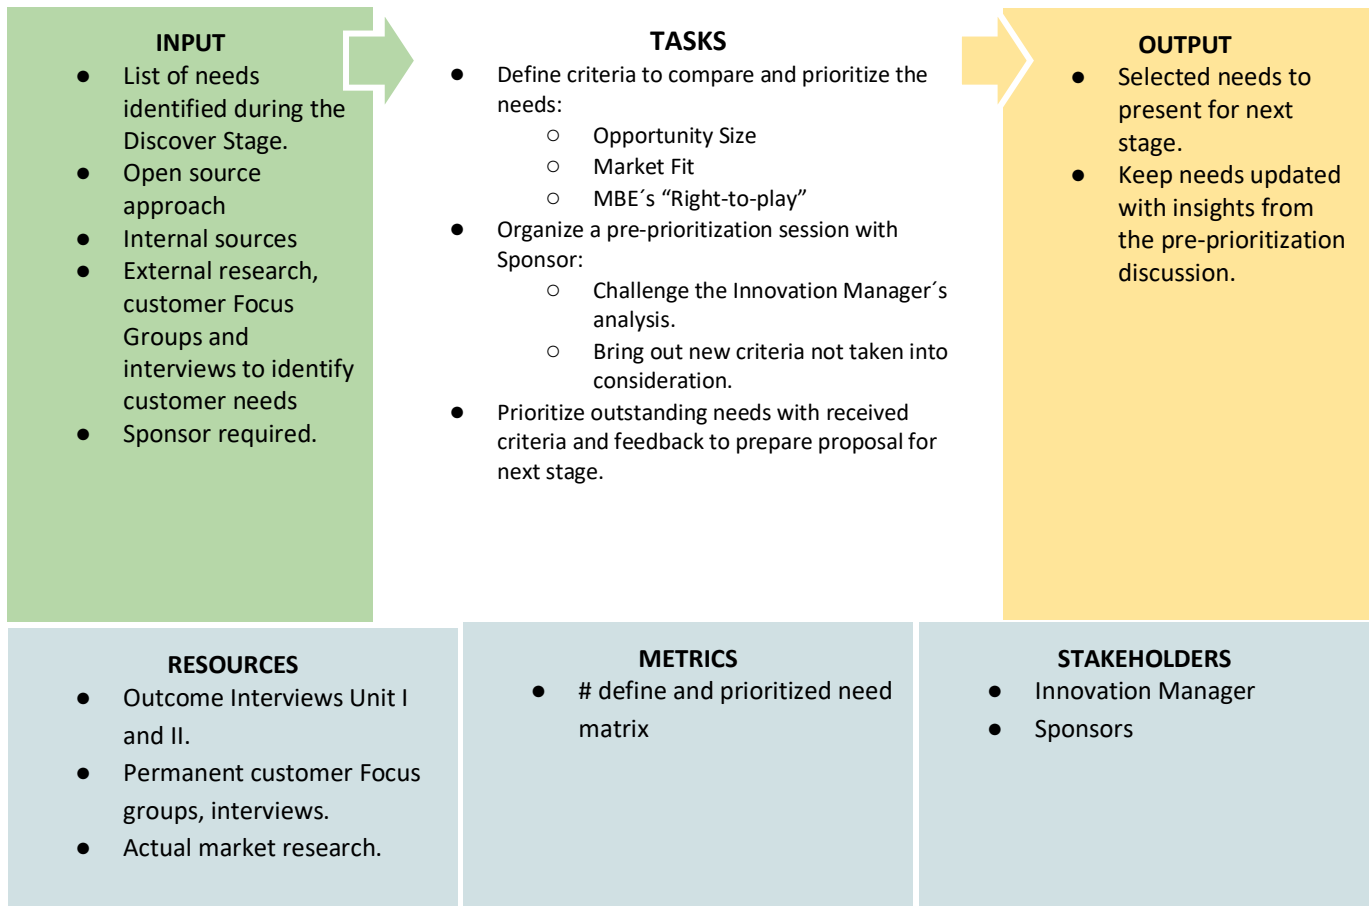 INPUT
● List of needs
identified during the
Discover Stage.
● Open source
approach
● Internal sources
● External research,
customer Focus
Groups and
interviews to identify
customer needs
● Sponsor required.
TASKS
● Define criteria to compare and prioritize the
needs:
○ Opportunity Size
○ Market Fit
○ MBE´s “Right-to-play”
● Organize a pre-prioritization session with
Sponsor:
○ Challenge the Innovation Manager´s
analysis.
○ Bring out new criteria not taken into
consideration.
● Prioritize outstanding needs with received
criteria and feedback to prepare proposal for
next stage.
OUTPUT
● Selected needs to
present for next
stage.
● Keep needs updated
with insights from
the pre-prioritization
discussion.
RESOURCES
● Outcome Interviews Unit I
and II.
● Permanent customer Focus
groups, interviews.
● Actual market research.
METRICS
● # define and prioritized need
matrix
STAKEHOLDERS
● Innovation Manager
● Sponsors